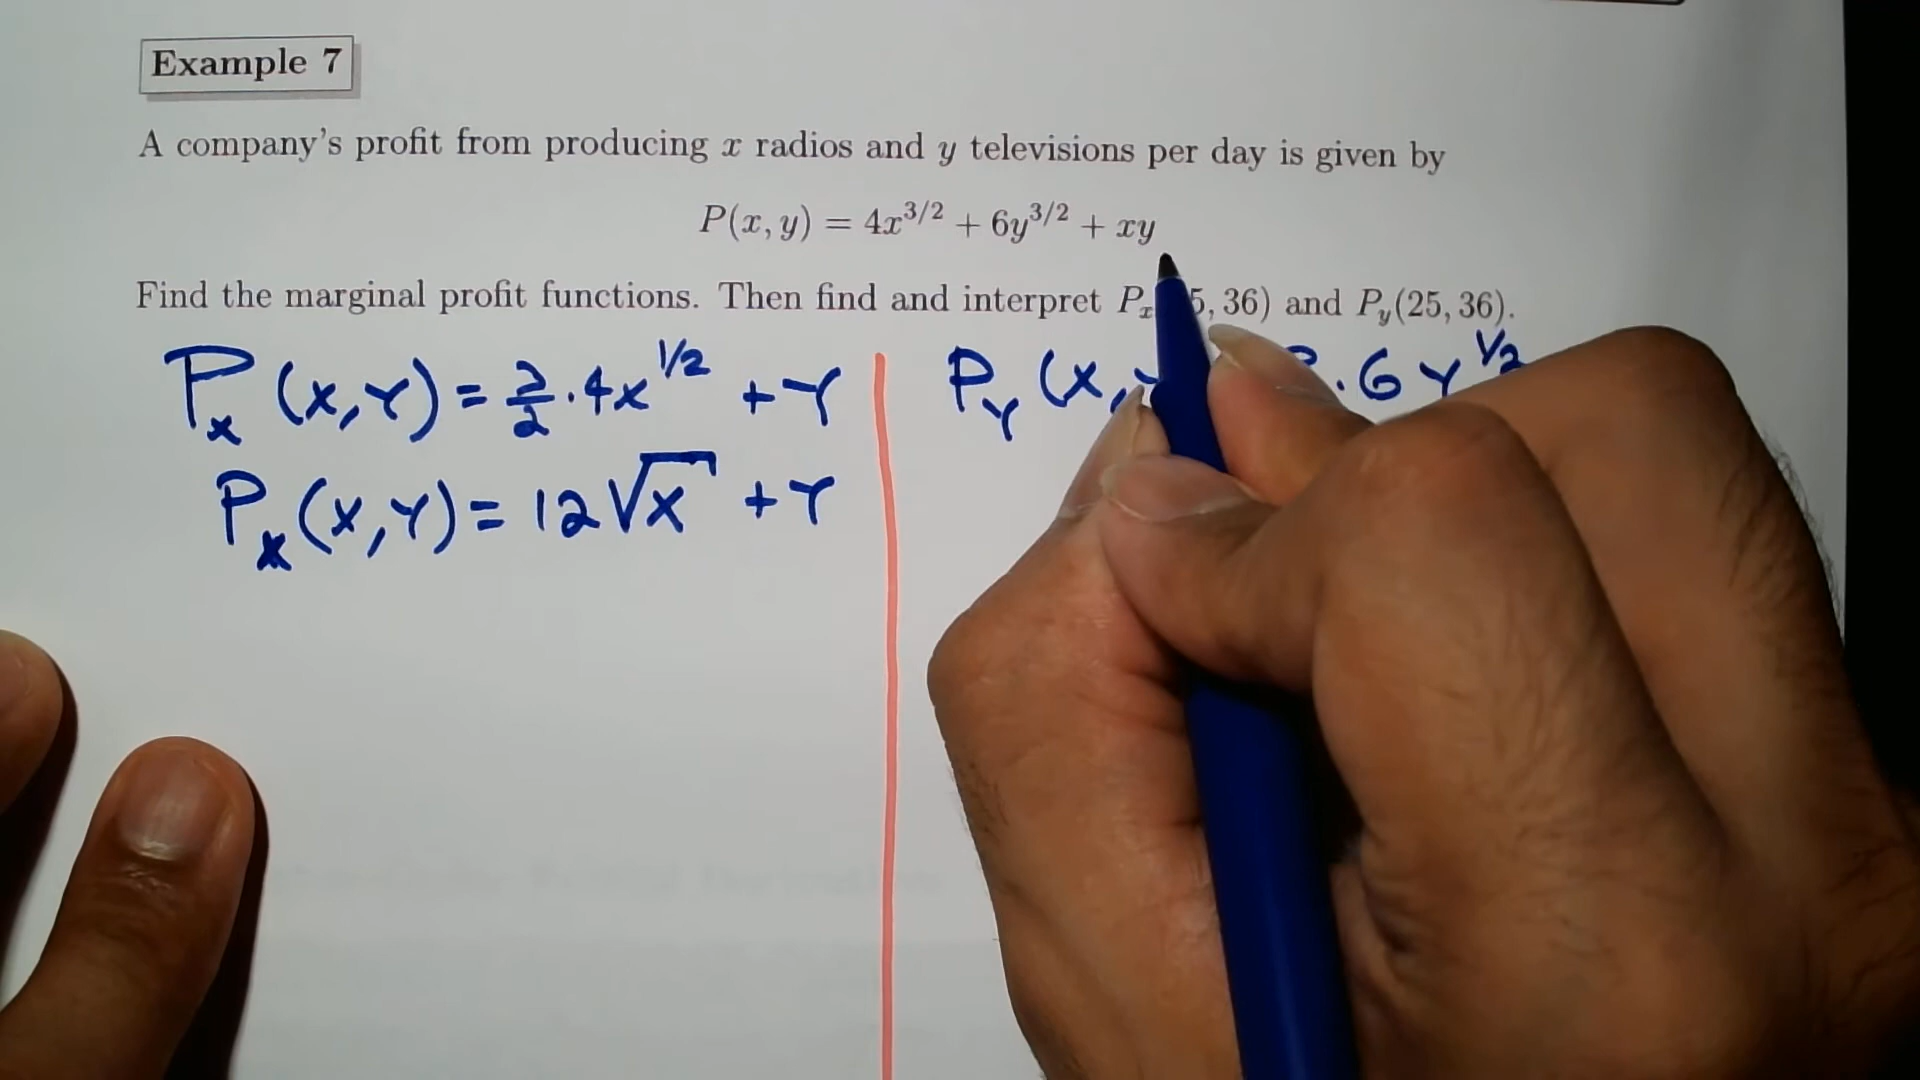 Example 7
A company's profit from producing x radios and y televisions per day is given by
P(x, y) = 4x^{3/2} + 6y^{3/2} + xy
Find the marginal profit functions. Then find and interpret P_x 5, 36) and P_y(25, 36).
P_x (x,Y) = 3/2 · 4x^{1/2} + Y
P_x (x,Y) = 12√x + Y
P_Y (x, · 6Y^{1/2}